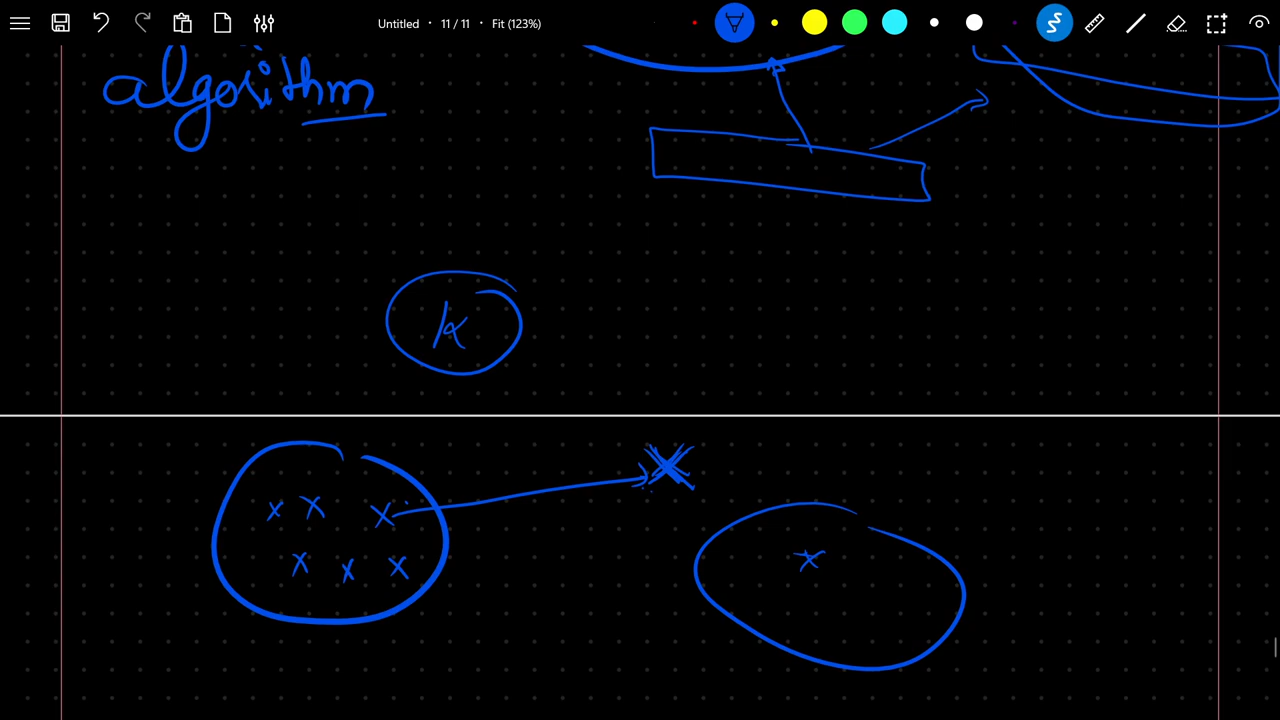 Untitled • 11 / 11 • Fit (123%)
algorithm
k
x x x
x
x x x
x